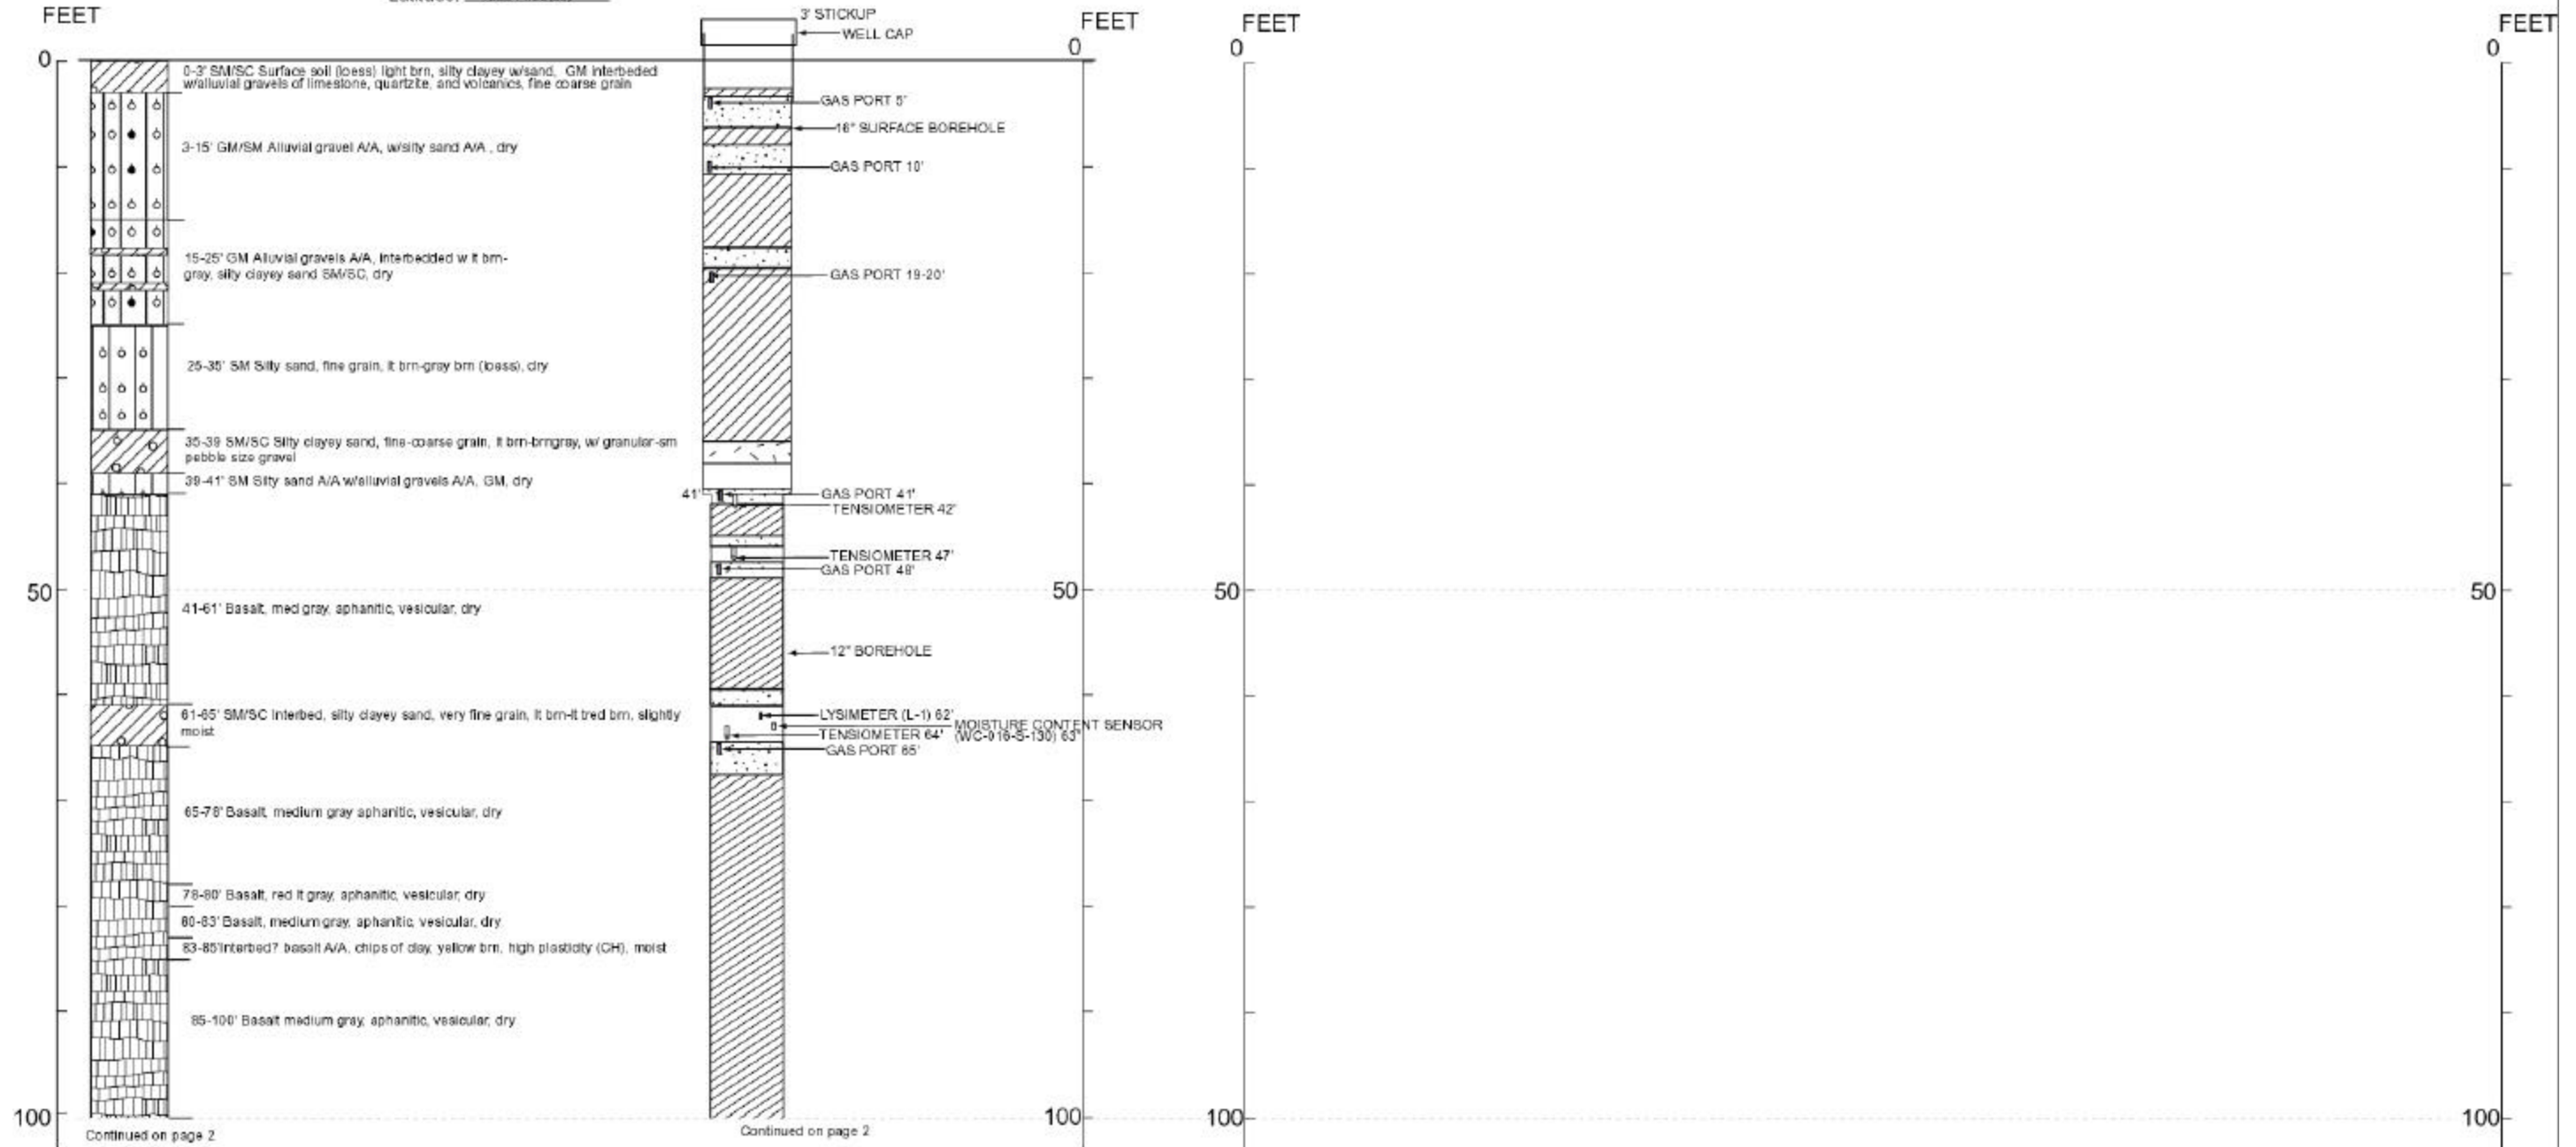 FEET
0
0-3' SM/SC Surface soil (loess) light brn, silty clayey w/sand, GM interbeded
w/alluvial gravels of limestone, quartzite, and volcanics, fine coarse grain
3-15' GM/SM Alluvial gravel A/A, w/silty sand A/A , dry
15-25' GM Alluvial gravels A/A, interbedded w lt brn-
gray, silty clayey sand SM/SC, dry
25-35' SM Silty sand, fine grain, lt brn-gray brn (loess), dry
35-39 SM/SC Silty clayey sand, fine-coarse grain, lt brn-brngray, w/ granular-sm
pebble size gravel
39-41' SM Silty sand A/A w/alluvial gravels A/A, GM, dry
50
41-61' Basalt, med gray, aphanitic, vesicular, dry
61-65' SM/SC Interbed, silty clayey sand, very fine grain, lt brn-lt tred brn, slightly
moist
65-78' Basalt, medium gray aphanitic, vesicular, dry
78-80' Basalt, red lt gray, aphanitic, vesicular, dry
80-83' Basalt, medium gray, aphanitic, vesicular, dry
83-85'Interbed? basalt A/A, chips of clay, yellow brn, high plasticity (CH), moist
85-100' Basalt medium gray, aphanitic, vesicular, dry
100
Continued on page 2
3' STICKUP
WELL CAP
GAS PORT 5'
16" SURFACE BOREHOLE
GAS PORT 10'
GAS PORT 19-20'
41'
GAS PORT 41'
TENSIOMETER 42'
TENSIOMETER 47'
GAS PORT 48'
12" BOREHOLE
LYSIMETER (L-1) 62'
MOISTURE CONTENT SENSOR
(WC-016-S-130) 63'
TENSIOMETER 64'
GAS PORT 65'
Continued on page 2
FEET
0
50
100
FEET
0
50
100
FEET
0
50
100